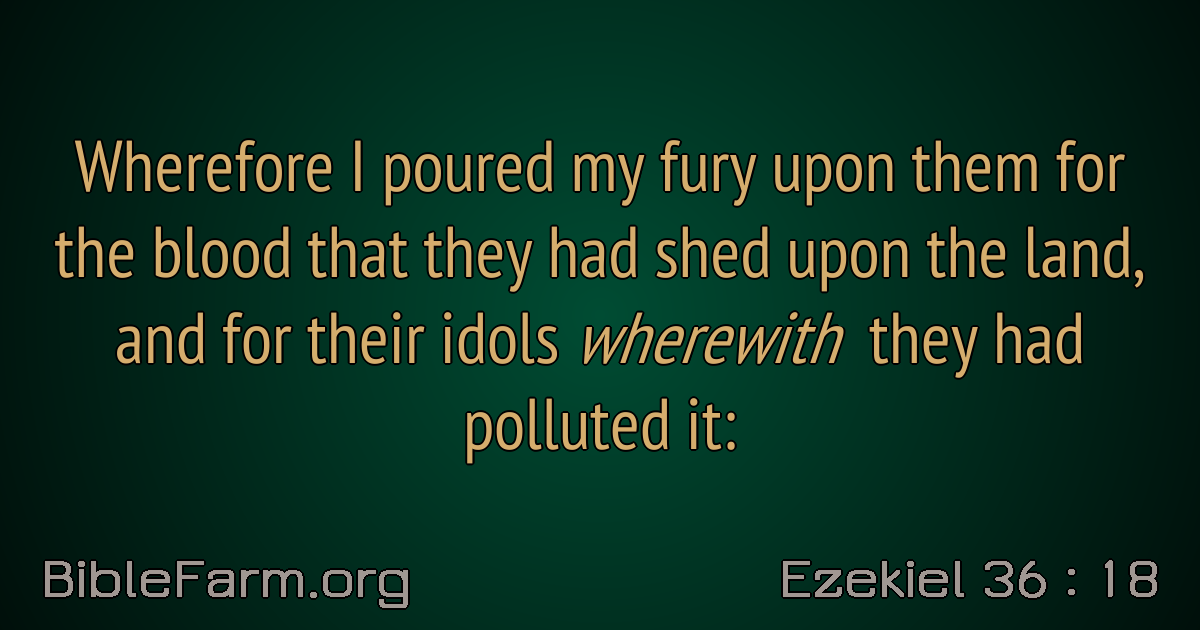 Wherefore I poured my fury upon them for
the blood that they had shed upon the land,
and for their idols wherewith they had
polluted it:
BibleFarm.org
Ezekiel 36 : 18